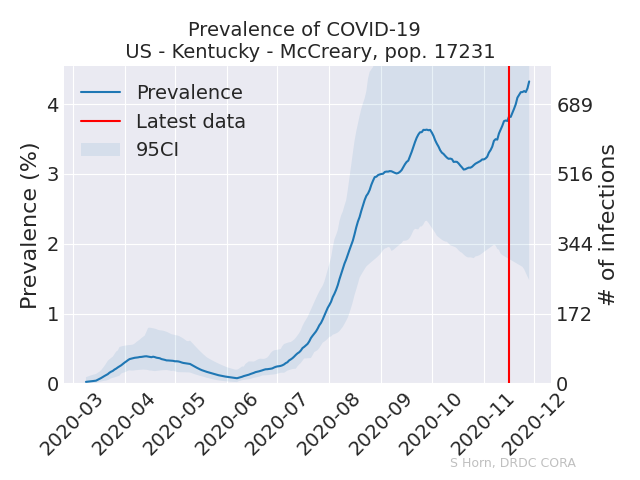 Prevalence of COVID-19
US - Kentucky - McCreary, pop. 17231
Prevalence
Latest data
95CI
Prevalence (%)
4
3
2
1
0
# of infections
689
516
344
172
0
2020-03
2020-04
2020-05
2020-06
2020-07
2020-08
2020-09
2020-10
2020-11
2020-12
S Horn, DRDC CORA